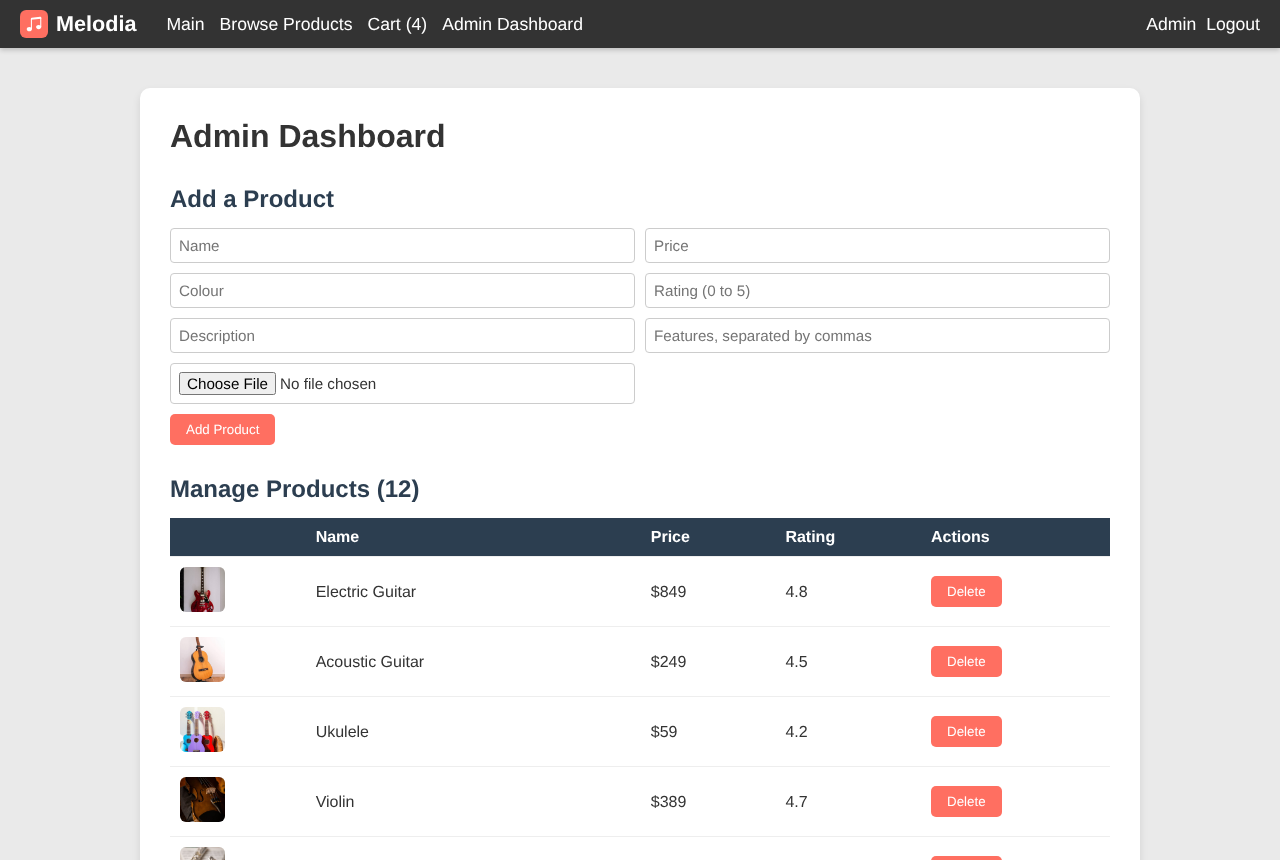 Melodia Main Browse Products Cart (4) Admin Dashboard Admin Logout
Admin Dashboard
Add a Product
Name Price
Colour Rating (0 to 5)
Description Features, separated by commas
Choose File No file chosen
Add Product
Manage Products (12)
Name Price Rating Actions
Electric Guitar $849 4.8 Delete
Acoustic Guitar $249 4.5 Delete
Ukulele $59 4.2 Delete
Violin $389 4.7 Delete